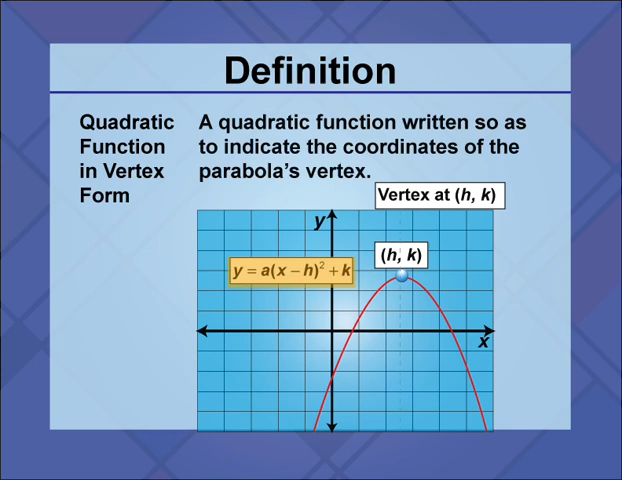 Definition
Quadratic
Function
in Vertex
Form
A quadratic function written so as
to indicate the coordinates of the
parabola's vertex.
Vertex at (h, k)
y
(h, k)
y = a(x – h)² + k
x